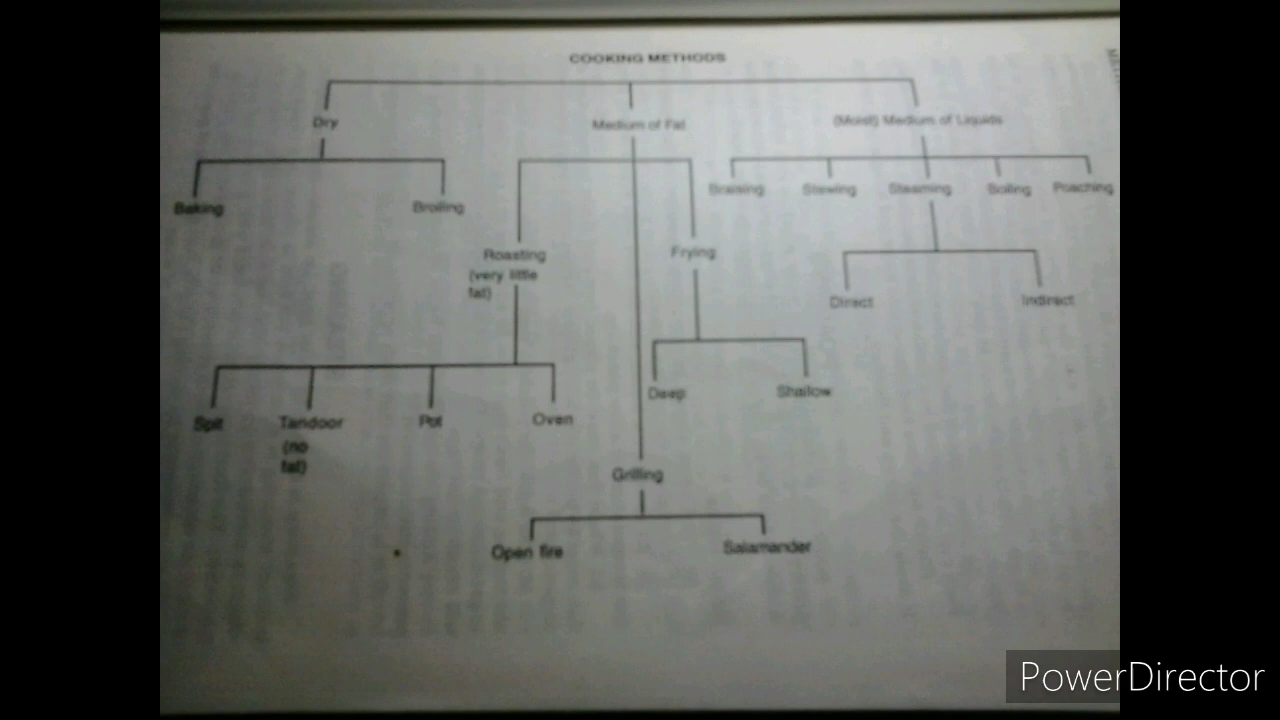 COOKING METHODS
Dry
Medium of Fat
(Moist) Medium of Liquids
Baking
Broiling
Roasting
(very little
fat)
Frying
Braising
Stewing
Steaming
Boiling
Poaching
Direct
Indirect
Deep
Shallow
Spit
Tandoor
(no
fat)
Pot
Oven
Grilling
Open fire
Salamander
PowerDirector